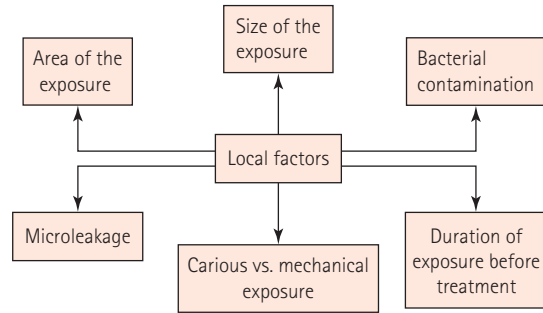 Size of the
exposure
Area of the
exposure
Bacterial
contamination
Local factors
Microleakage
Carious vs. mechanical
exposure
Duration of
exposure before
treatment